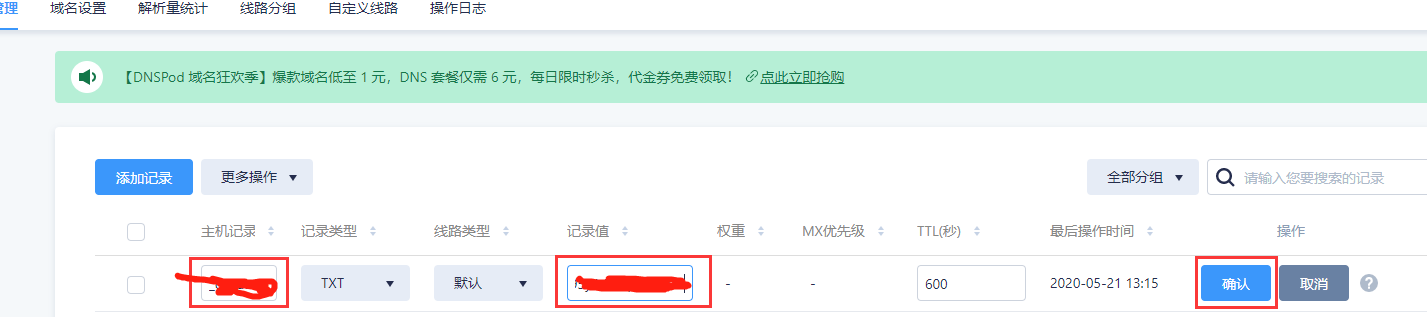 管理 域名设置 解析量统计 线路分组 自定义线路 操作日志
【DNSPod 域名狂欢季】爆款域名低至 1 元，DNS 套餐仅需 6 元，每日限时秒杀，代金券免费领取！ 点此立即抢购
添加记录 更多操作 全部分组 请输入您要搜索的记录
主机记录 记录类型 线路类型 记录值 权重 MX优先级 TTL(秒) 最后操作时间 操作
TXT 默认 - - 600 2020-05-21 13:15 确认 取消 ?